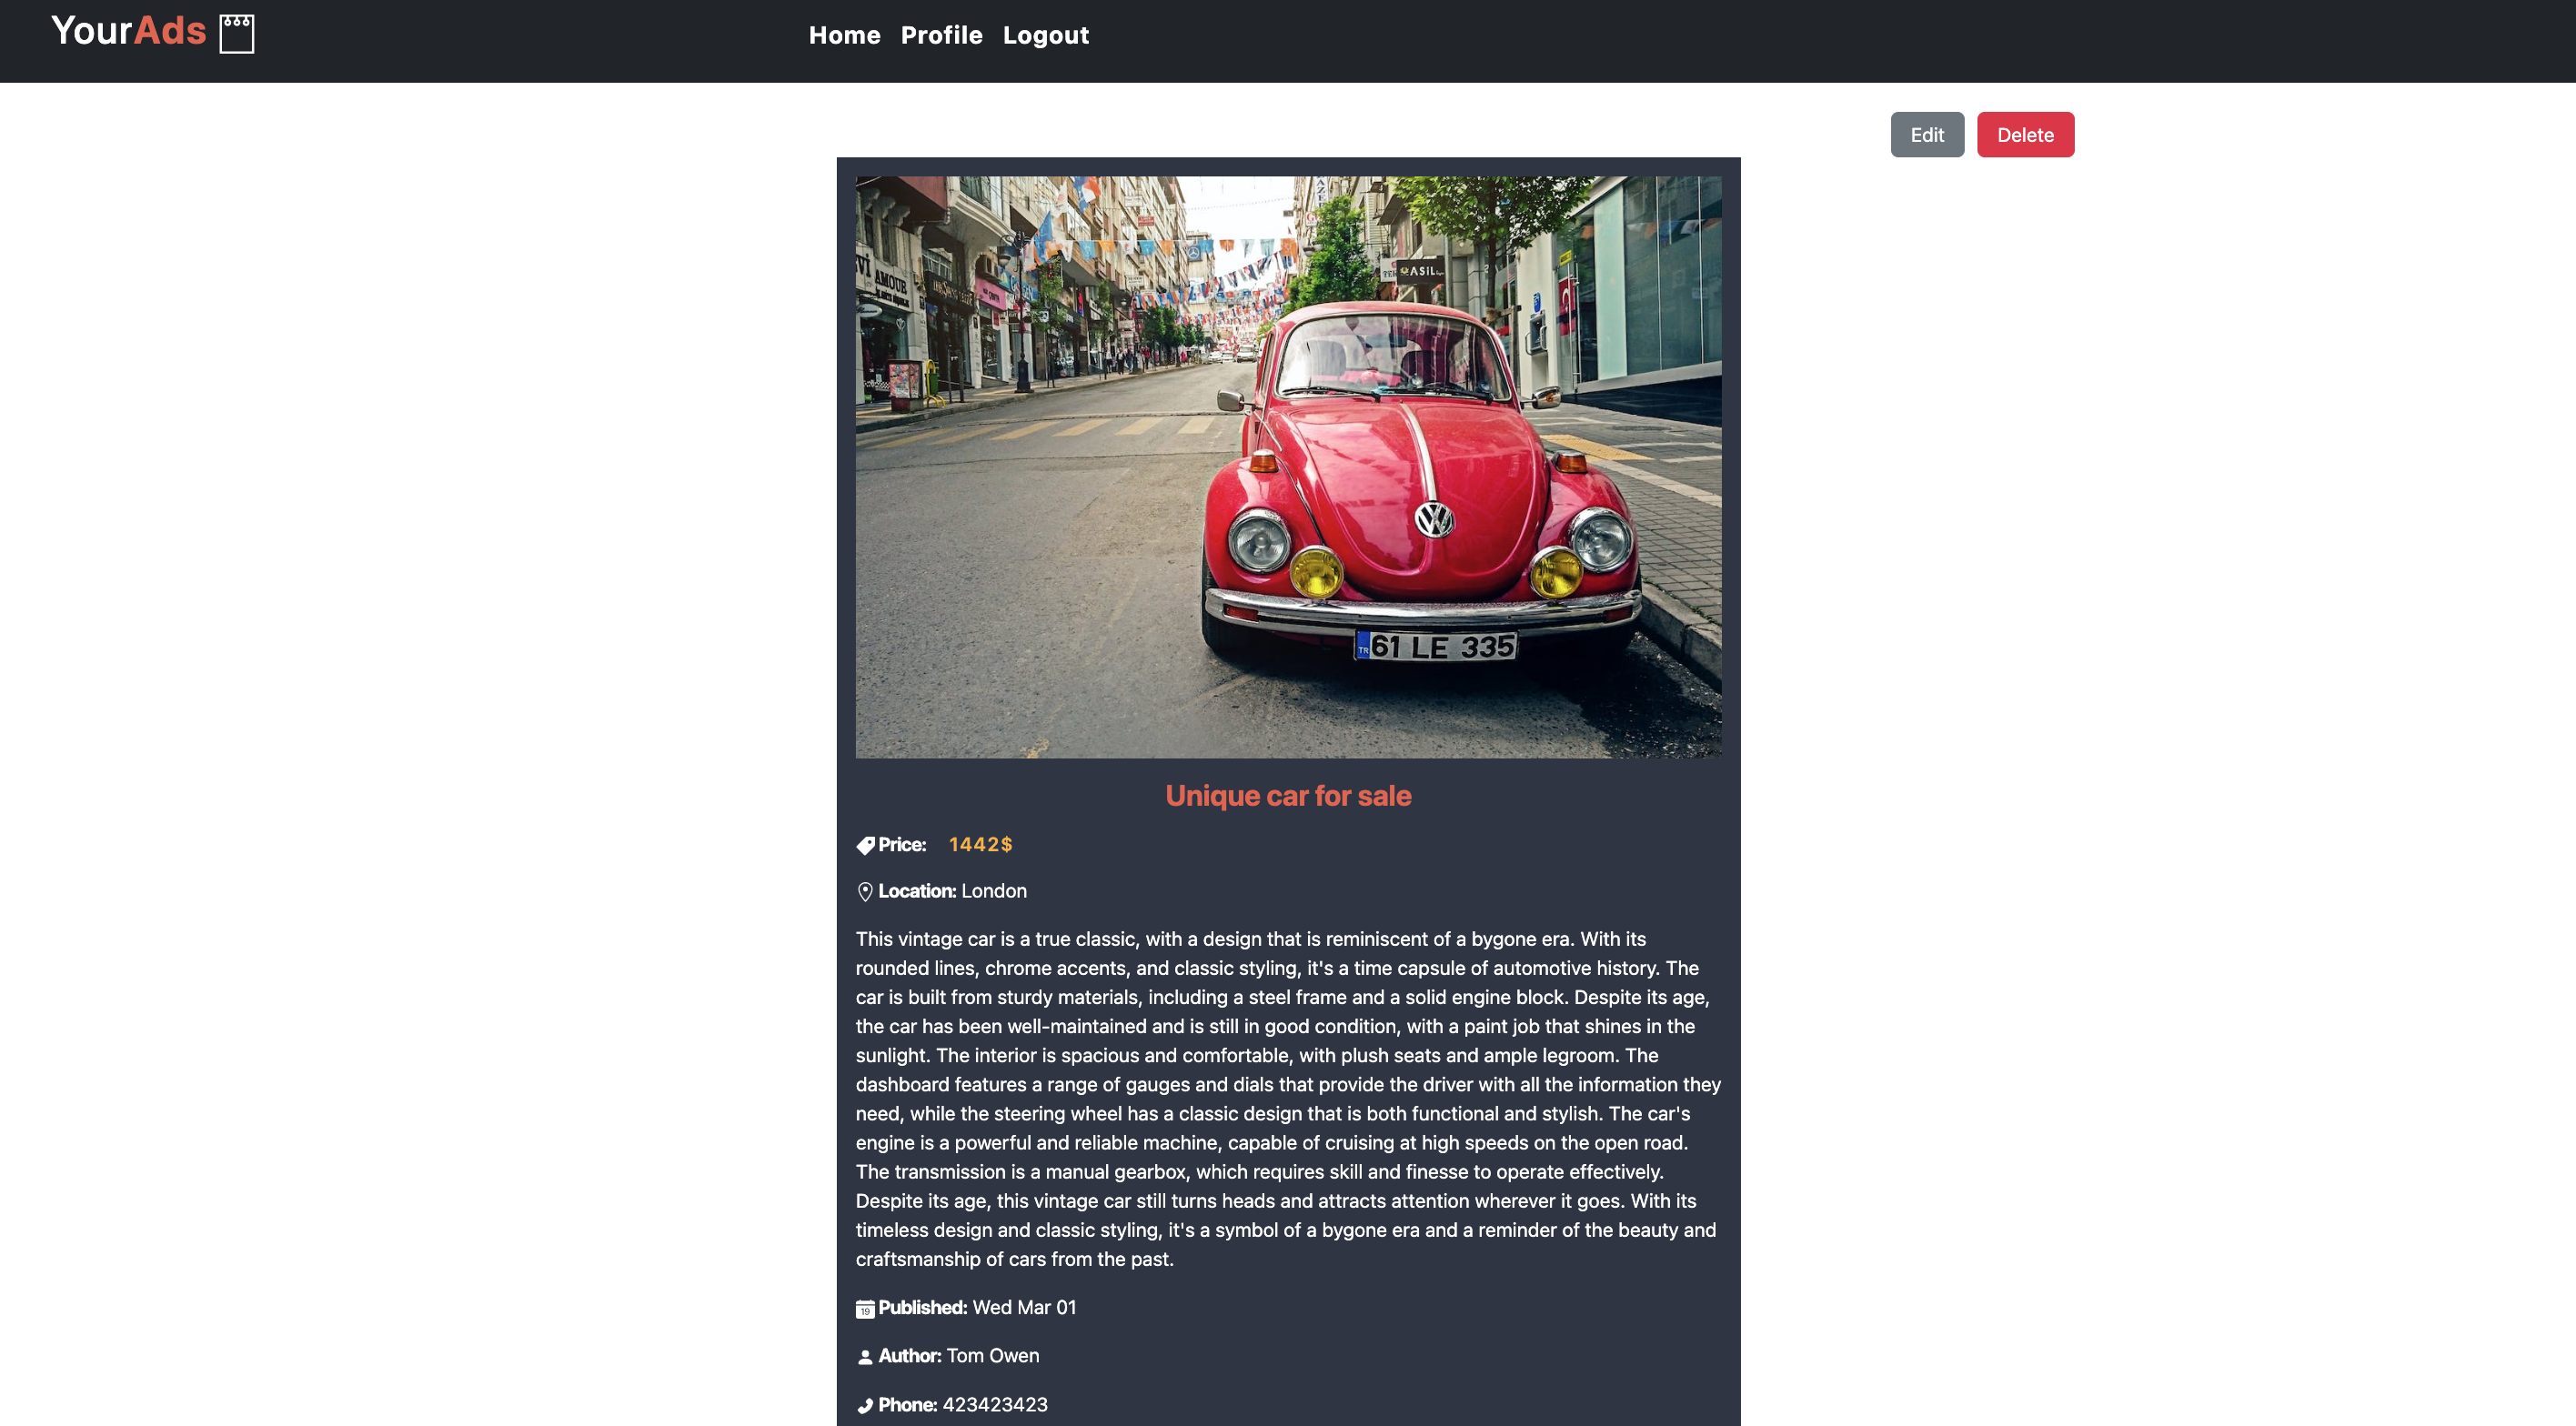 YourAds
Home Profile Logout
Edit Delete
AMOUR
ASIL
TR 61 LE 335
Unique car for sale
Price: 1442$
Location: London
This vintage car is a true classic, with a design that is reminiscent of a bygone era. With its
rounded lines, chrome accents, and classic styling, it's a time capsule of automotive history. The
car is built from sturdy materials, including a steel frame and a solid engine block. Despite its age,
the car has been well-maintained and is still in good condition, with a paint job that shines in the
sunlight. The interior is spacious and comfortable, with plush seats and ample legroom. The
dashboard features a range of gauges and dials that provide the driver with all the information they
need, while the steering wheel has a classic design that is both functional and stylish. The car's
engine is a powerful and reliable machine, capable of cruising at high speeds on the open road.
The transmission is a manual gearbox, which requires skill and finesse to operate effectively.
Despite its age, this vintage car still turns heads and attracts attention wherever it goes. With its
timeless design and classic styling, it's a symbol of a bygone era and a reminder of the beauty and
craftsmanship of cars from the past.
19 Published: Wed Mar 01
Author: Tom Owen
Phone: 423423423